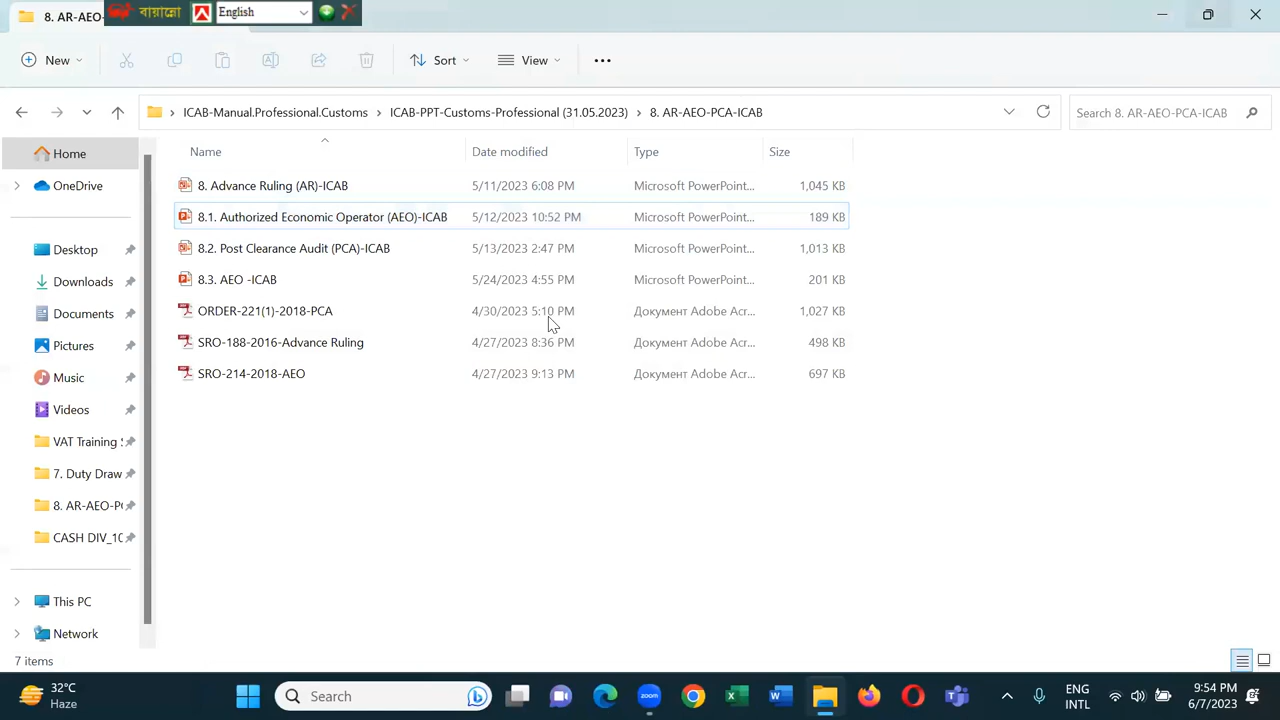 8. AR-AEO-
বায়ান্নো
English
New
Sort
View
ICAB-Manual.Professional.Customs
ICAB-PPT-Customs-Professional (31.05.2023)
8. AR-AEO-PCA-ICAB
Search 8. AR-AEO-PCA-ICAB
Home
OneDrive
Desktop
Downloads
Documents
Pictures
Music
Videos
VAT Training
7. Duty Draw
8. AR-AEO-P
CASH DIV_10
This PC
Network
Name Date modified Type Size
8. Advance Ruling (AR)-ICAB 5/11/2023 6:08 PM Microsoft PowerPoint... 1,045 KB
8.1. Authorized Economic Operator (AEO)-ICAB 5/12/2023 10:52 PM Microsoft PowerPoint... 189 KB
8.2. Post Clearance Audit (PCA)-ICAB 5/13/2023 2:47 PM Microsoft PowerPoint... 1,013 KB
8.3. AEO -ICAB 5/24/2023 4:55 PM Microsoft PowerPoint... 201 KB
ORDER-221(1)-2018-PCA 4/30/2023 5:10 PM Документ Adobe Acr... 1,027 KB
SRO-188-2016-Advance Ruling 4/27/2023 8:36 PM Документ Adobe Acr... 498 KB
SRO-214-2018-AEO 4/27/2023 9:13 PM Документ Adobe Acr... 697 KB
7 items
32°C
Haze
Search
zoom
ENG
INTL
9:54 PM
6/7/2023